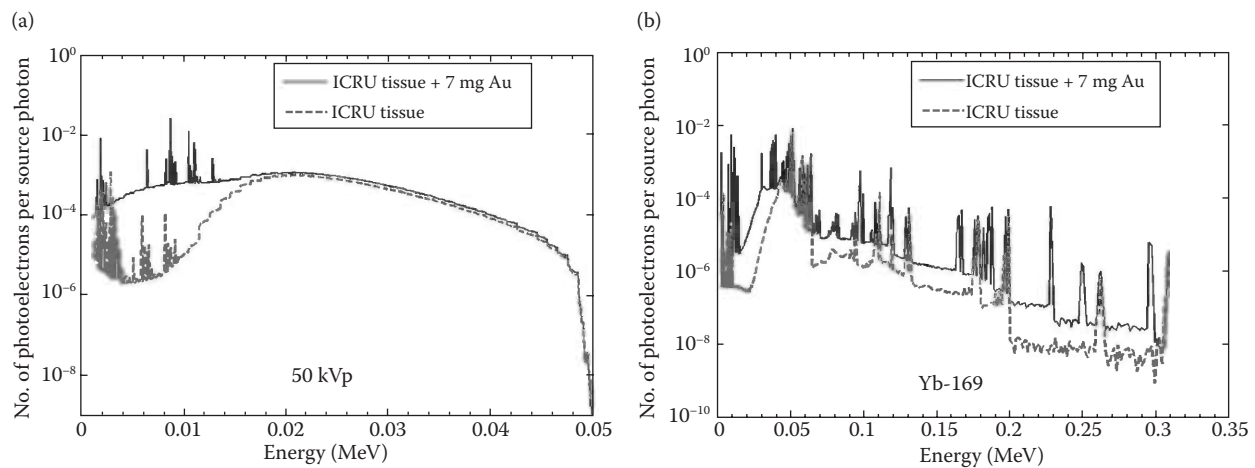 (a)
No. of photoelectrons per source photon
10⁰
10⁻²
10⁻⁴
10⁻⁶
10⁻⁸
ICRU tissue + 7 mg Au
ICRU tissue
50 kVp
0
0.01
0.02
0.03
0.04
0.05
Energy (MeV)
(b)
No. of photoelectrons per source photon
10⁰
10⁻²
10⁻⁴
10⁻⁶
10⁻⁸
10⁻¹⁰
ICRU tissue + 7 mg Au
ICRU tissue
Yb-169
0
0.05
0.1
0.15
0.2
0.25
0.3
0.35
Energy (MeV)